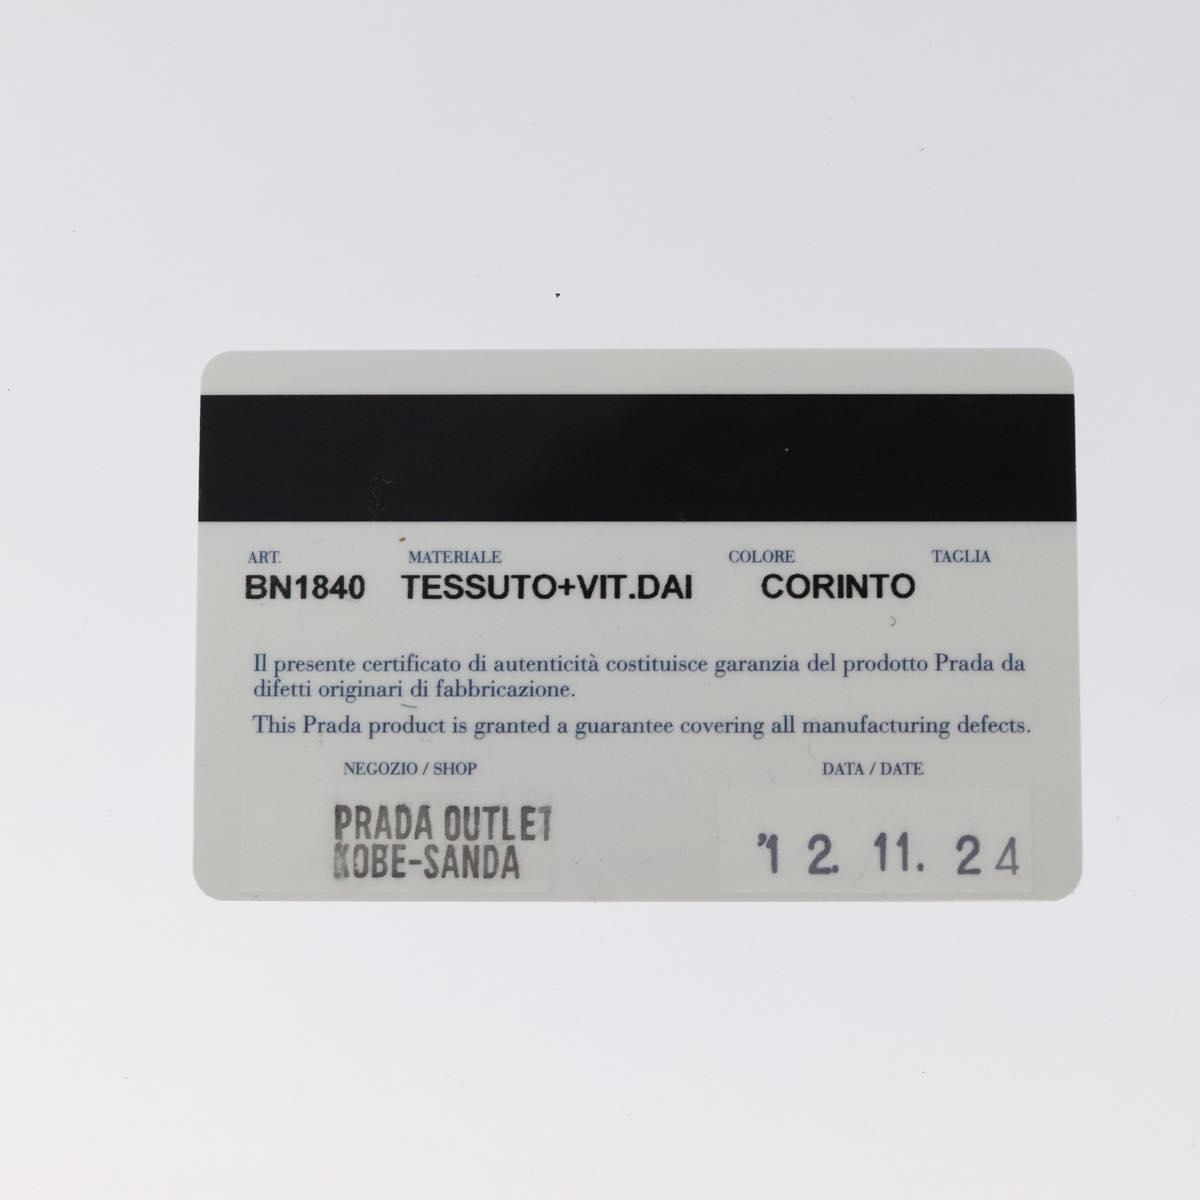 ART. MATERIALE COLORE TAGLIA
BN1840 TESSUTO+VIT.DAI CORINTO
Il presente certificato di autenticità costituisce garanzia del prodotto Prada da
difetti originari di fabbricazione.
This Prada product is granted a guarantee covering all manufacturing defects.
NEGOZIO / SHOP DATA / DATE
PRADA OUTLET
KOBE-SANDA
'12. 11. 24